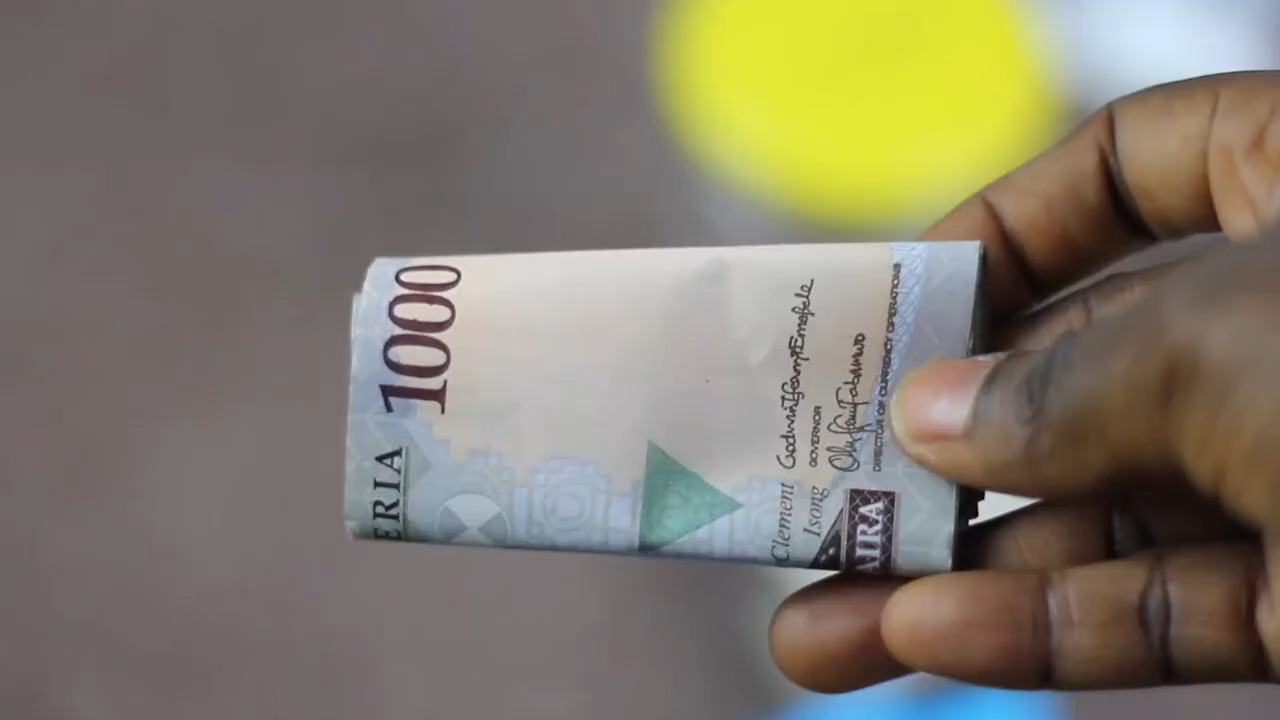 1000
ERIA
GodwinIfeanyiEmefiele
GOVERNOR
DIRECTOR OF CURRENCY OPERATIONS
Clement
Isong
AIRA